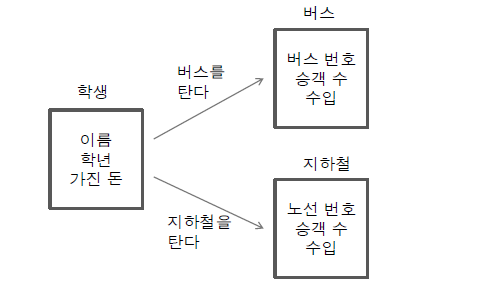 버스
버스 번호
승객 수
수입
버스를
탄다
학생
이름
학년
가진 돈
지하철을
탄다
지하철
노선 번호
승객 수
수입